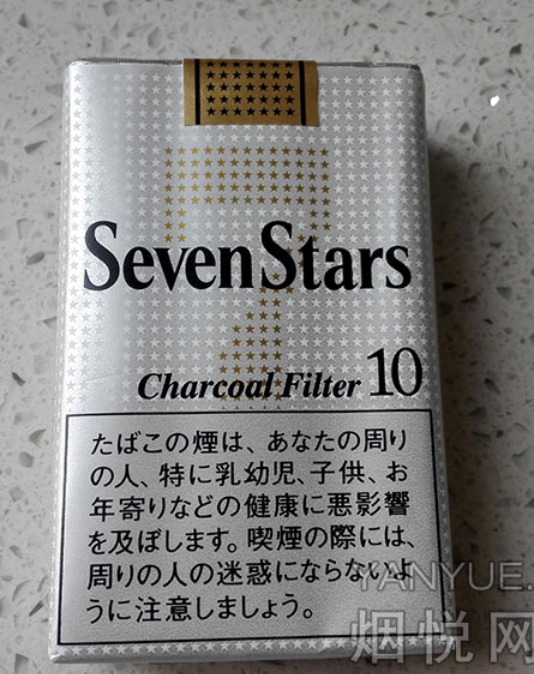 SevenStars
Charcoal Filter 10
たばこの煙は、あなたの周り
の人、特に乳幼児、子供、お
年寄りなどの健康に悪影響
を及ぼします。喫煙の際には、
周りの人の迷惑にならないよ
うに注意しましょう。
YANYUE.
烟悦网